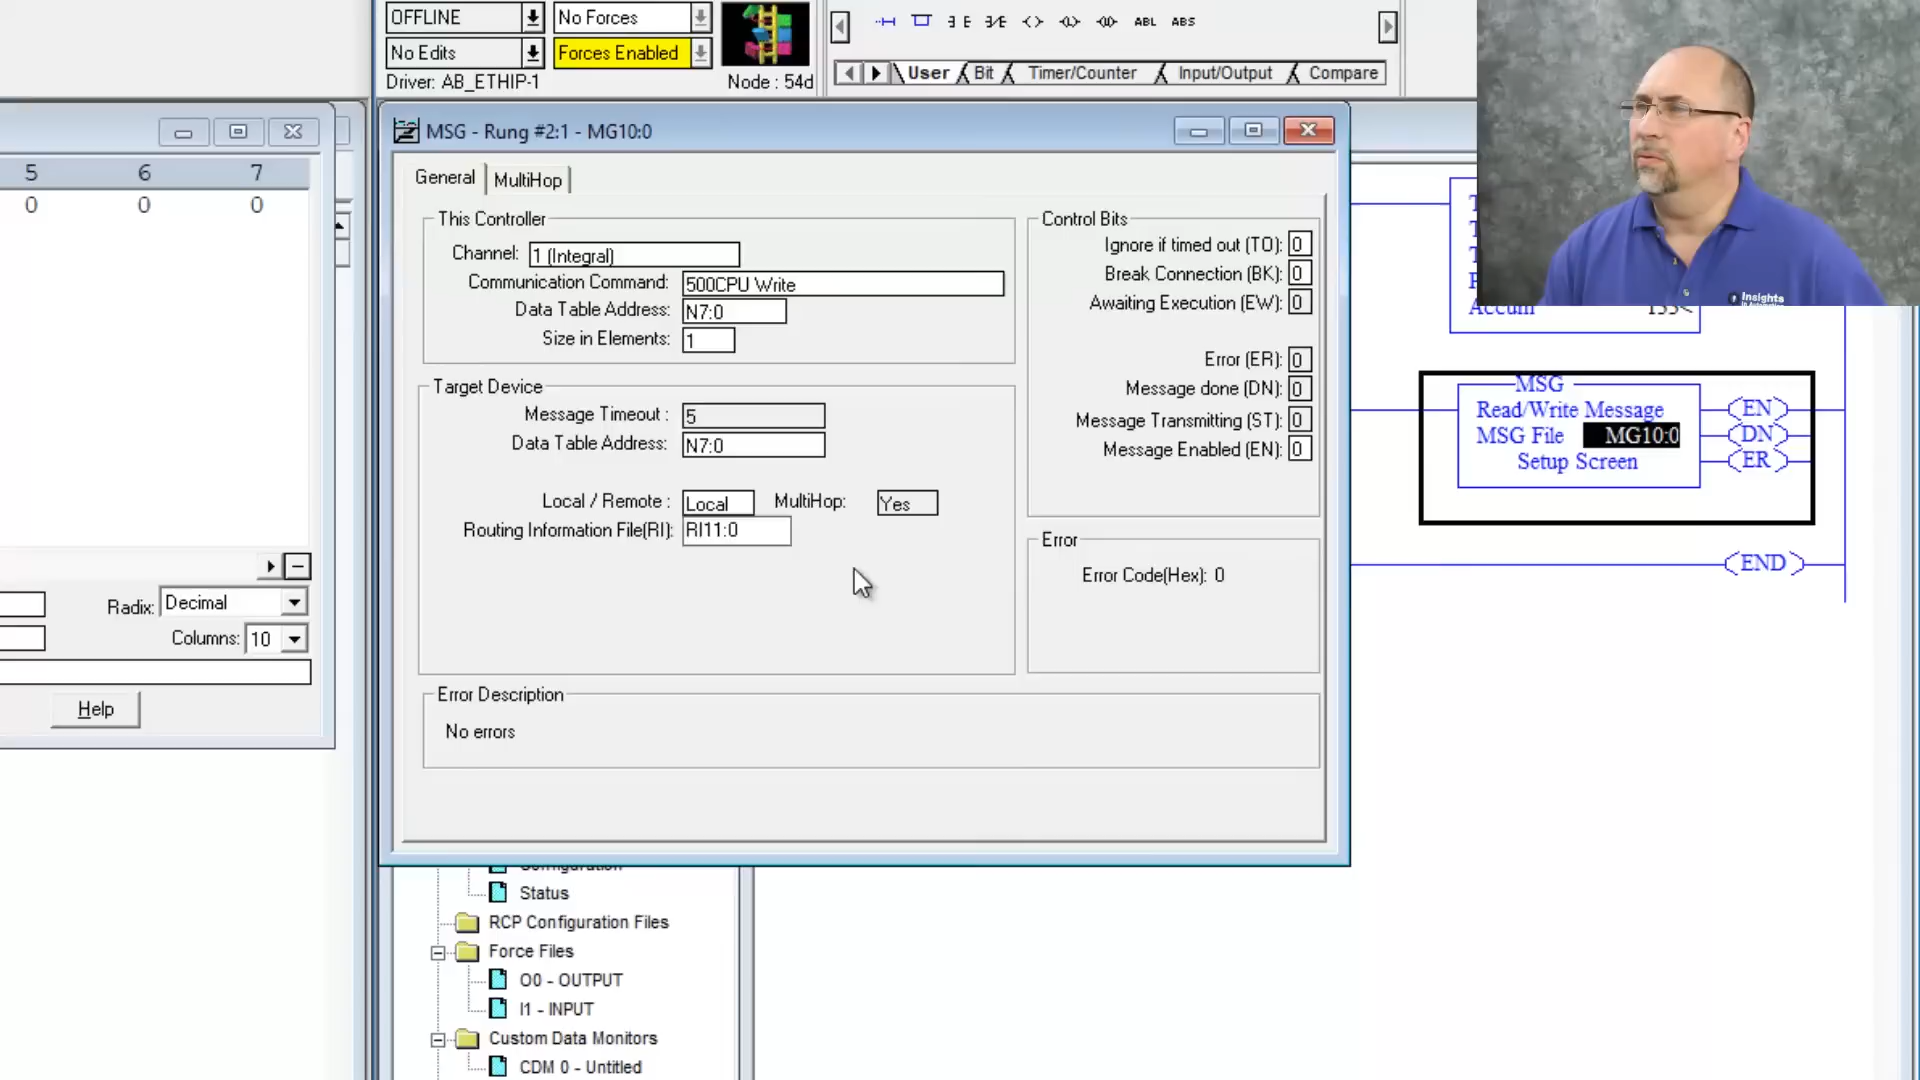 OFFLINE
No Forces
No Edits
Forces Enabled
Driver: AB_ETHIP-1
Node : 54d
ABL
ABS
User
Bit
Timer/Counter
Input/Output
Compare
5 6 7
0 0 0
Radix: Decimal
Columns: 10
Help
MSG - Rung #2:1 - MG10:0
General
MultiHop
This Controller
Channel: 1 (Integral)
Communication Command: 500CPU Write
Data Table Address: N7:0
Size in Elements: 1
Target Device
Message Timeout : 5
Data Table Address: N7:0
Local / Remote : Local MultiHop: Yes
Routing Information File(RI): RI11:0
Control Bits
Ignore if timed out (TO): 0
Break Connection (BK): 0
Awaiting Execution (EW): 0
Error (ER): 0
Message done (DN): 0
Message Transmitting (ST): 0
Message Enabled (EN): 0
Error
Error Code(Hex): 0
Error Description
No errors
Insights
Accum
MSG
Read/Write Message
MSG File MG10:0
Setup Screen
EN
DN
ER
END
Configuration
Status
RCP Configuration Files
Force Files
O0 - OUTPUT
I1 - INPUT
Custom Data Monitors
CDM 0 - Untitled